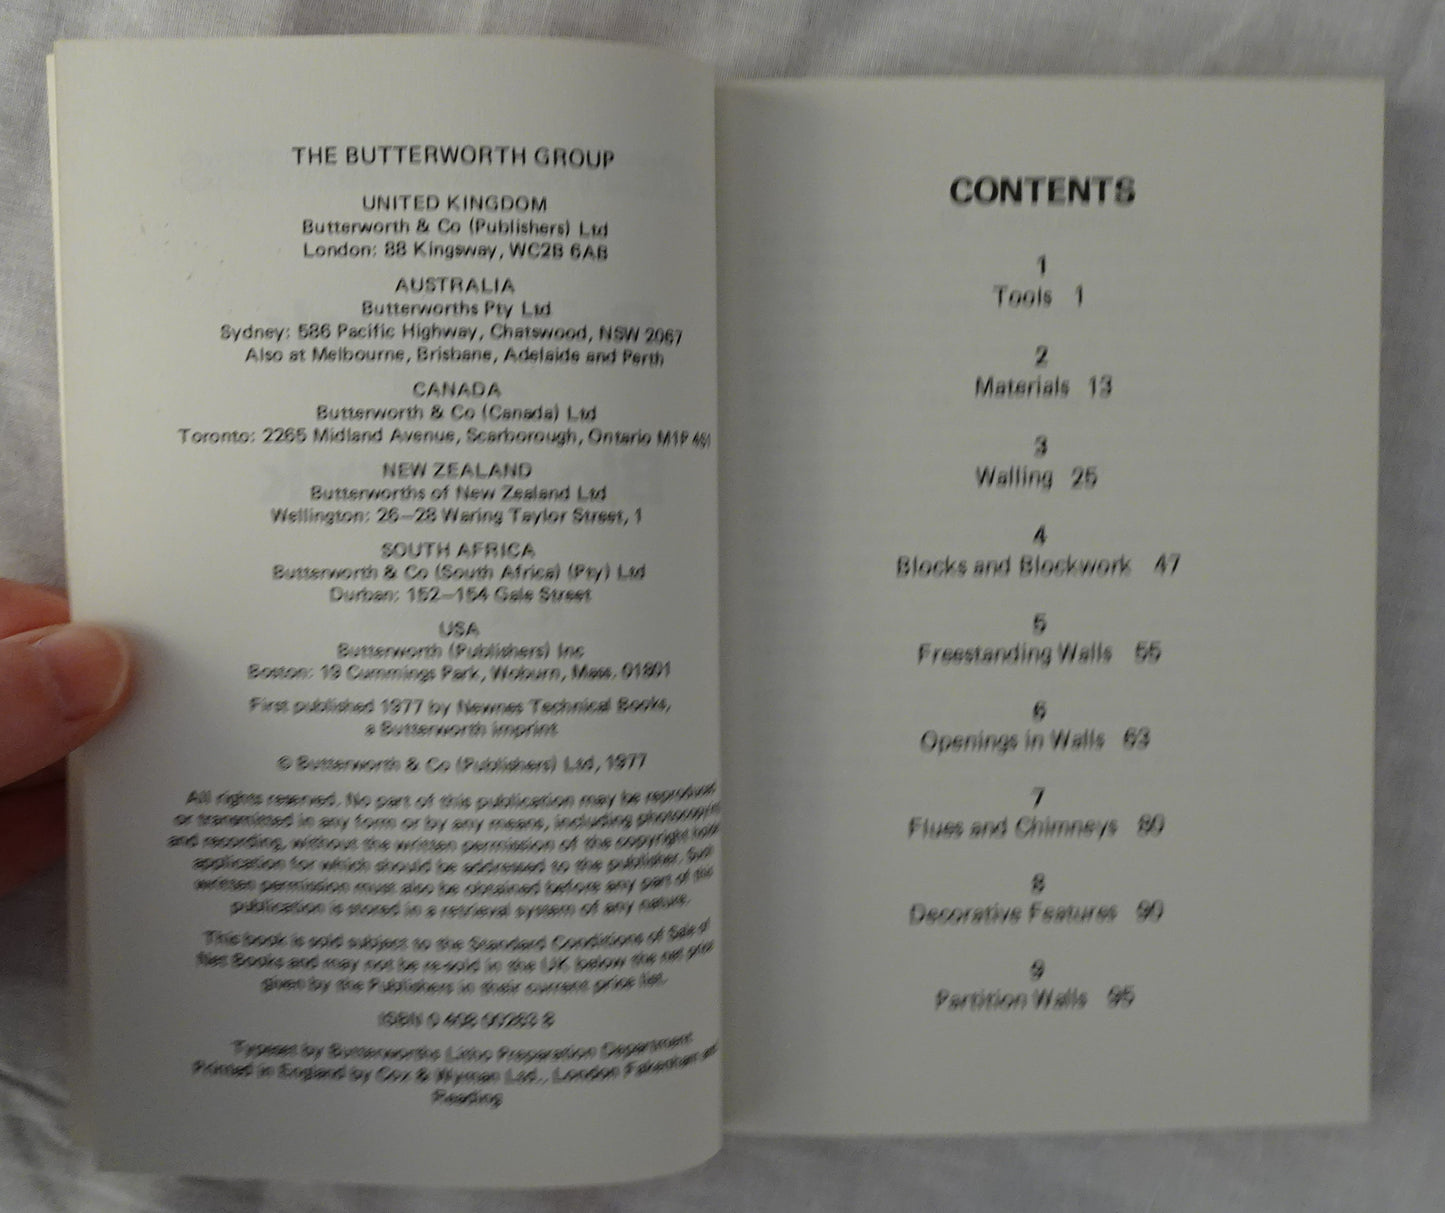 THE BUTTERWORTH GROUP
UNITED KINGDOM
Butterworth & Co (Publishers) Ltd
London: 88 Kingsway, WC2B 6AB
AUSTRALIA
Butterworths Pty Ltd
Sydney: 586 Pacific Highway, Chatswood, NSW 2067
Also at Melbourne, Brisbane, Adelaide and Perth
CANADA
Butterworth & Co (Canada) Ltd
Toronto: 2265 Midland Avenue, Scarborough, Ontario M1P
NEW ZEALAND
Butterworths of New Zealand Ltd
Wellington: 26–28 Waring Taylor Street, 1
SOUTH AFRICA
Butterworth & Co (South Africa) (Pty) Ltd
Durban: 152–154 Gale Street
USA
Butterworth (Publishers) Inc
Boston: 19 Cummings Park, Woburn, Mass. 01801
First published 1977 by Newnes Technical Books,
a Butterworth imprint
© Butterworth & Co (Publishers) Ltd, 1977
All rights reserved. No part of this publication may be
or transmitted in any form or by any means, including
and recording, without the written permission of the copyright
application for which should be addressed to the publisher. Such
written permission must also be obtained before any part of the
publication is stored in a retrieval system of any nature.
This book is sold subject to the Standard Conditions of Sale of
Net Books and may not be re-sold in the UK below the net price
given by the Publishers in their current price list.
ISBN 0 408
Typeset by Butterworths Litho Preparation Department
Printed in England by Cox & Wyman Ltd., London Fakenham and
Reading
CONTENTS
1
Tools 1
2
Materials 13
3
Walling 25
4
Blocks and Blockwork 47
5
Freestanding Walls 55
6
Openings in Walls 63
7
Flues and Chimneys 80
8
Decorative Features 90
9
Partition Walls 95